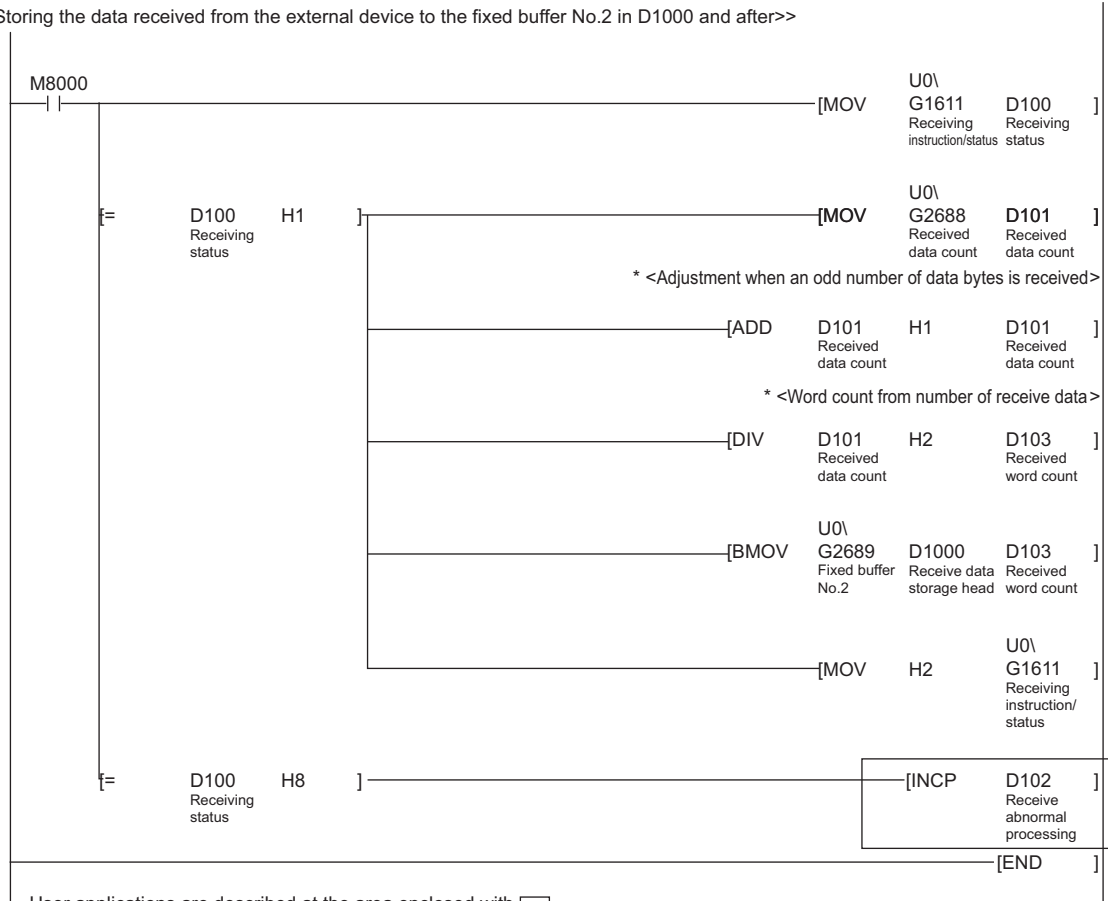 Storing the data received from the external device to the fixed buffer No.2 in D1000 and after>>
M8000
[MOV U0\ G1611 D100 ]
Receiving instruction/status Receiving status
[= D100 H1 ] [MOV U0\ G2688 D101 ]
Receiving status Received data count Received data count
* <Adjustment when an odd number of data bytes is received>
[ADD D101 H1 D101 ]
Received data count Received data count
* <Word count from number of receive data>
[DIV D101 H2 D103 ]
Received data count Received word count
[BMOV U0\ G2689 D1000 D103 ]
Fixed buffer No.2 Receive data storage head Received word count
[MOV H2 U0\ G1611 ]
Receiving instruction/ status
[= D100 H8 ] [INCP D102 ]
Receiving status Receive abnormal processing
[END ]
User applications are described at the area enclosed with